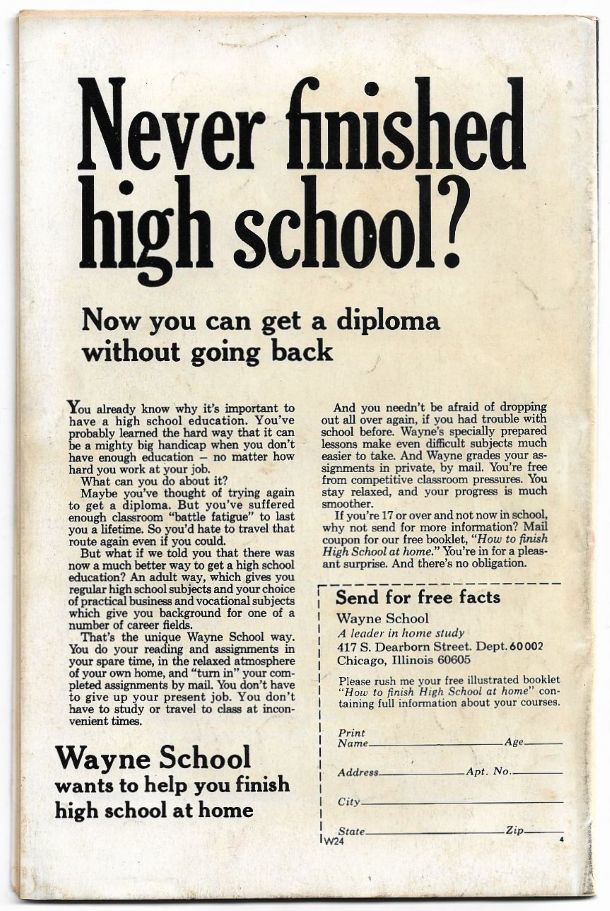 Never finished
high school?
Now you can get a diploma
without going back
You already know why it's important to
have a high school education. You've
probably learned the hard way that it can
be a mighty big handicap when you don't
have enough education – no matter how
hard you work at your job.
What can you do about it?
Maybe you've thought of trying again
to get a diploma. But you've suffered
enough classroom "battle fatigue" to last
you a lifetime. So you'd hate to travel that
route again even if you could.
But what if we told you that there was
now a much better way to get a high school
education? An adult way, which gives you
regular high school subjects and your choice
of practical business and vocational subjects
which give you background for one of a
number of career fields.
That's the unique Wayne School way.
You do your reading and assignments in
your spare time, in the relaxed atmosphere
of your own home, and "turn in" your com-
pleted assignments by mail. You don't have
to give up your present job. You don't
have to study or travel to class at incon-
venient times.
Wayne School
wants to help you finish
high school at home
And you needn't be afraid of dropping
out all over again, if you had trouble with
school before. Wayne's specially prepared
lessons make even difficult subjects much
easier to take. And Wayne grades your as-
signments in private, by mail. You're free
from competitive classroom pressures. You
stay relaxed, and your progress is much
smoother.
If you're 17 or over and not now in school,
why not send for more information? Mail
coupon for our free booklet, "How to finish
High School at home." You're in for a pleas-
ant surprise. And there's no obligation.
Send for free facts
Wayne School
A leader in home study
417 S. Dearborn Street. Dept. 60002
Chicago, Illinois 60605
Please rush me your free illustrated booklet
"How to finish High School at home" con-
taining full information about your courses.
Print
Name Age
Address Apt. No.
City
State Zip
W24 4